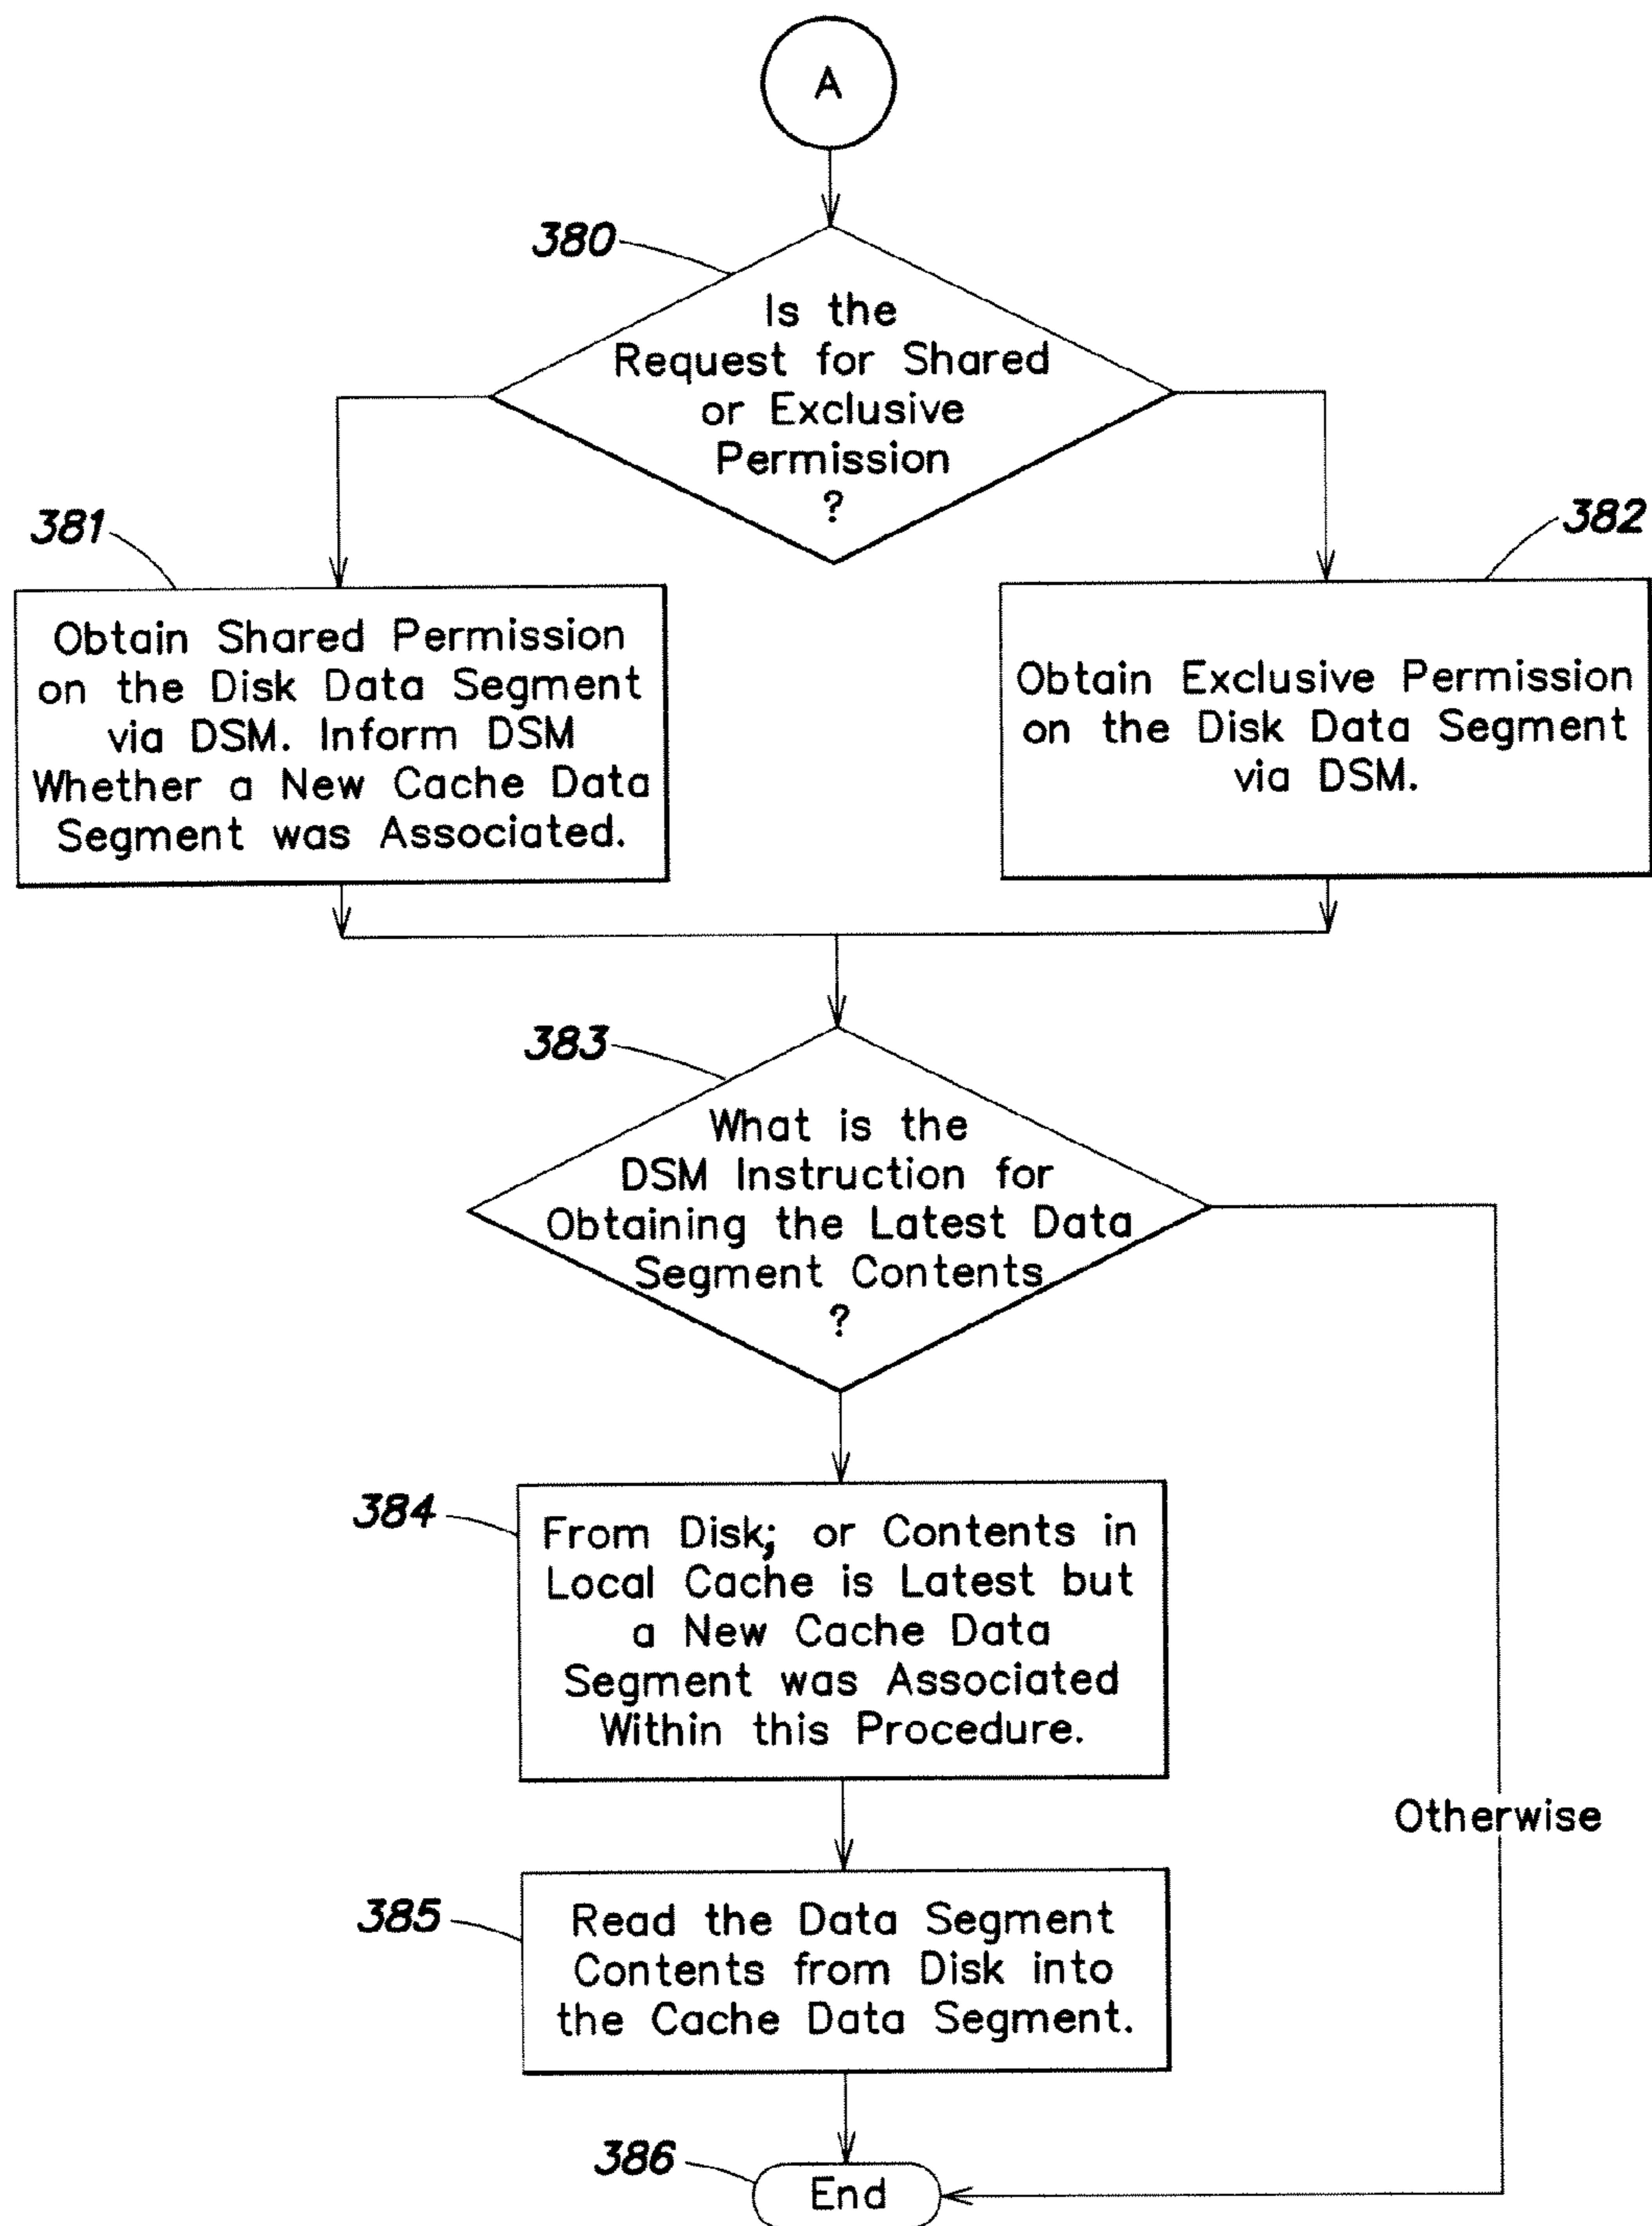 A
380
Is the
Request for Shared
or Exclusive
Permission
?
381
Obtain Shared Permission
on the Disk Data Segment
via DSM. Inform DSM
Whether a New Cache Data
Segment was Associated.
382
Obtain Exclusive Permission
on the Disk Data Segment
via DSM.
383
What is the
DSM Instruction for
Obtaining the Latest Data
Segment Contents
?
384
From Disk; or Contents in
Local Cache is Latest but
a New Cache Data
Segment was Associated
Within this Procedure.
Otherwise
385
Read the Data Segment
Contents from Disk into
the Cache Data Segment.
386
End